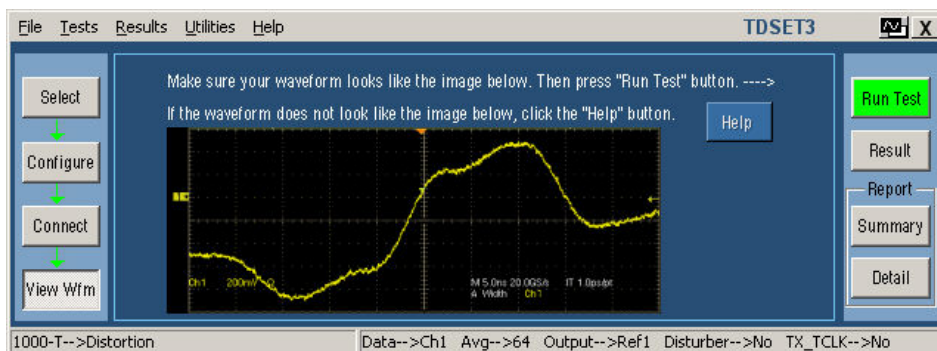 File Tests Results Utilities Help TDSET3 X
Make sure your waveform looks like the image below. Then press "Run Test" button. ---->
If the waveform does not look like the image below, click the "Help" button.
Help
Select
Configure
Connect
View Wfm
Ch1 200mV Ω
M 5.0ns 20.0GS/s IT 1.0ps/pt
A Width Ch1
Run Test
Result
Report
Summary
Detail
1000-T-->Distortion Data-->Ch1 Avg-->64 Output-->Ref1 Disturber-->No TX_TCLK-->No